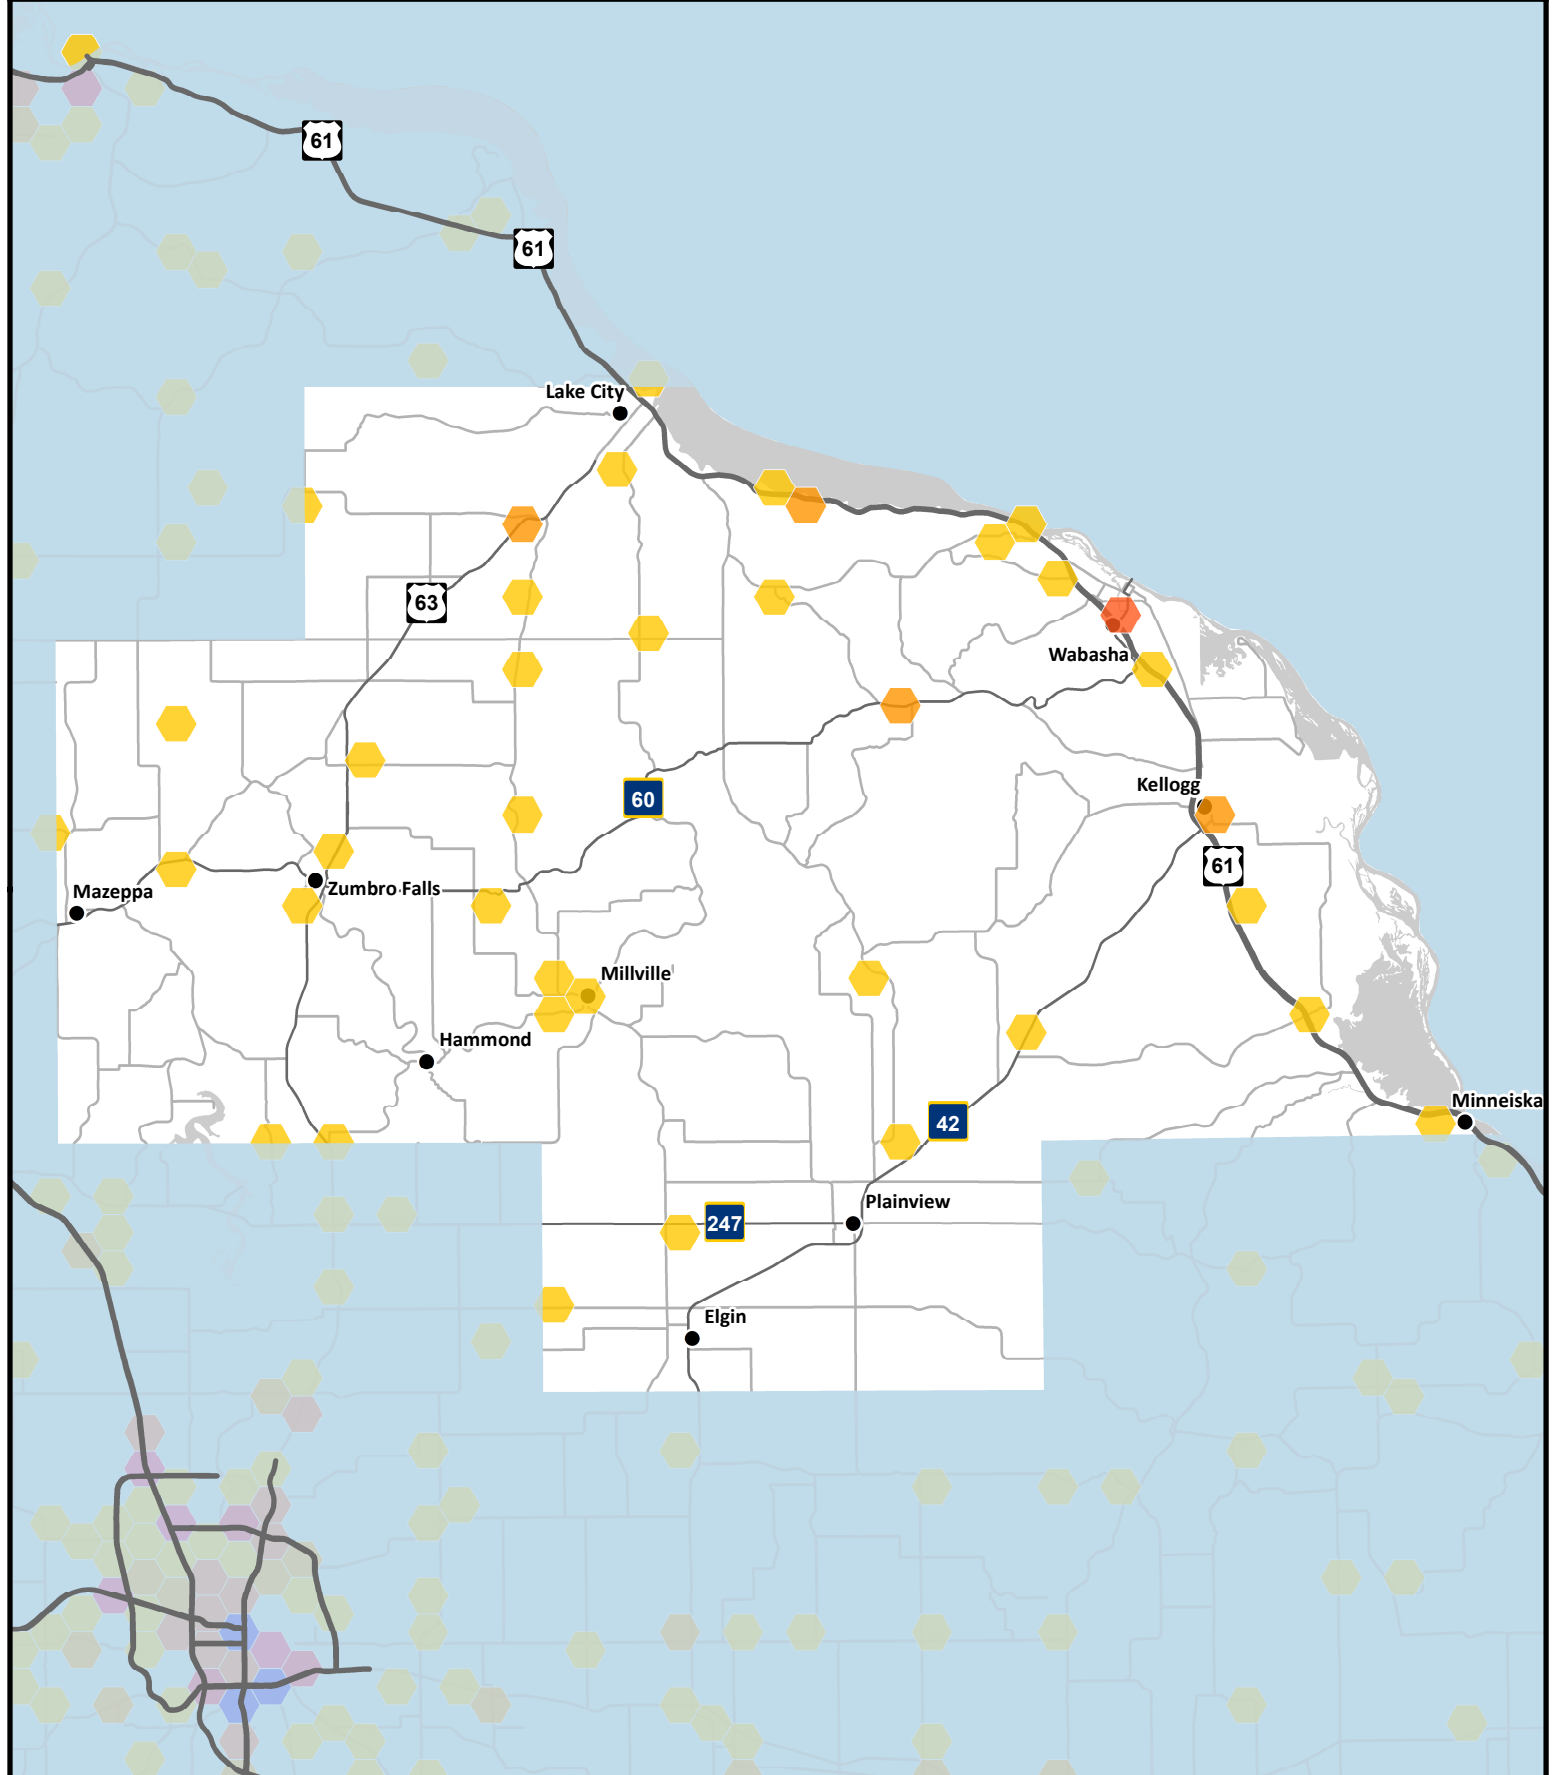 61
61
Lake City
63
Wabasha
Kellogg
60
61
Mazeppa
Zumbro Falls
Millville
Hammond
Minneiska
42
Plainview
247
Elgin